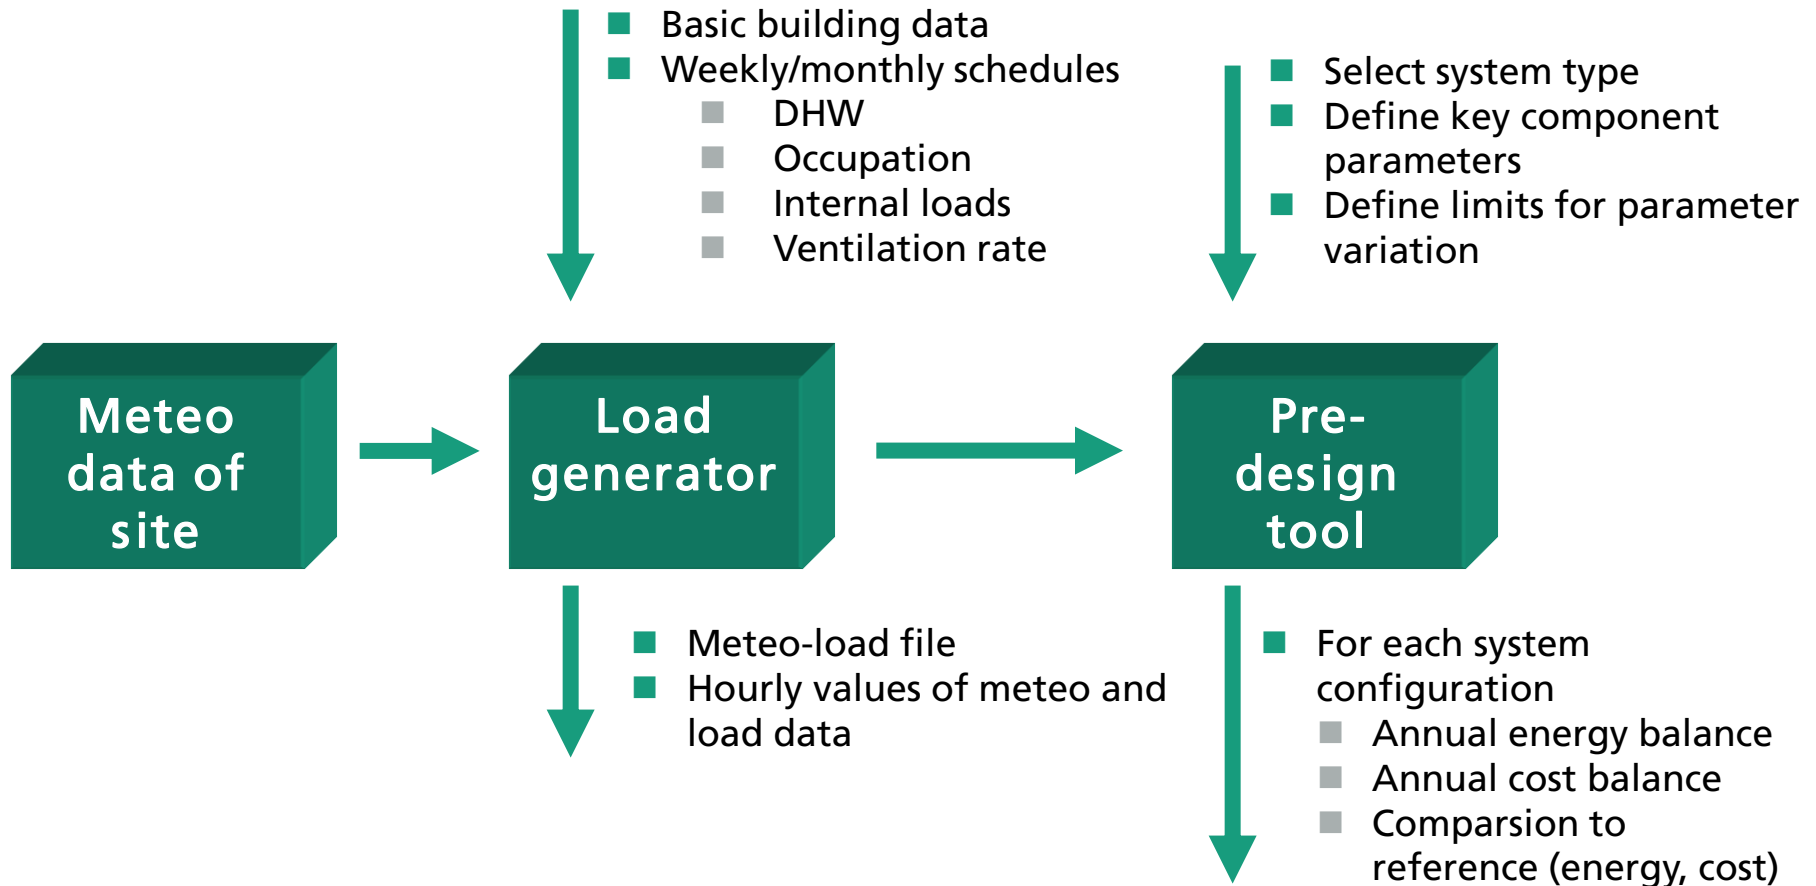 Basic building data
Weekly/monthly schedules
DHW
Occupation
Internal loads
Ventilation rate
Select system type
Define key component
parameters
Define limits for parameter
variation
Meteo
data of
site
Load
generator
Pre-
design
tool
Meteo-load file
Hourly values of meteo and
load data
For each system
configuration
Annual energy balance
Annual cost balance
Comparsion to
reference (energy, cost)